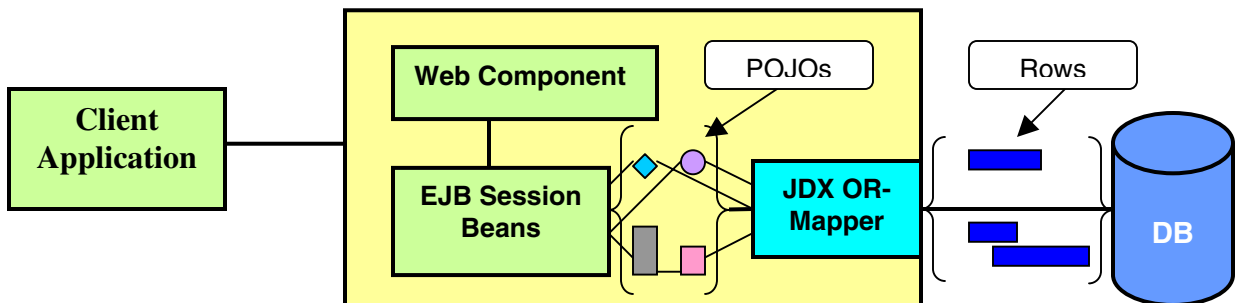 Client
Application
Web Component
EJB Session
Beans
POJOs
JDX OR-
Mapper
Rows
DB